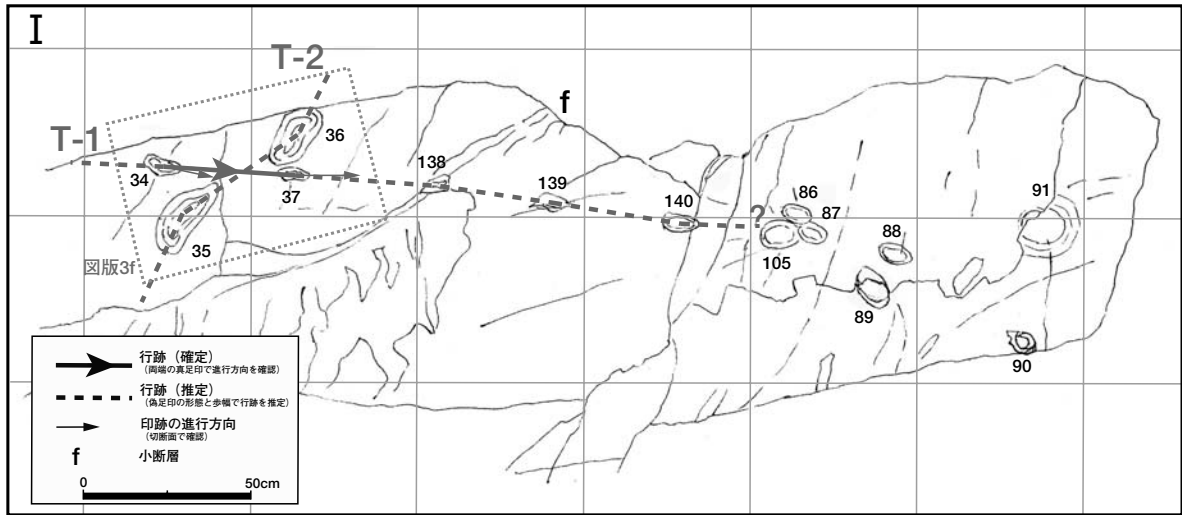 I
T-2
T-1
f
36
138
34
37
139
140
?
86
87
91
35
105
88
図版3f
89
90
行跡（確定）
（両端の真足印で進行方向を確認）
行跡（推定）
（偽足印の形態と歩幅で行跡を推定）
印跡の進行方向
（切断面で確認）
f 小断層
0 50cm